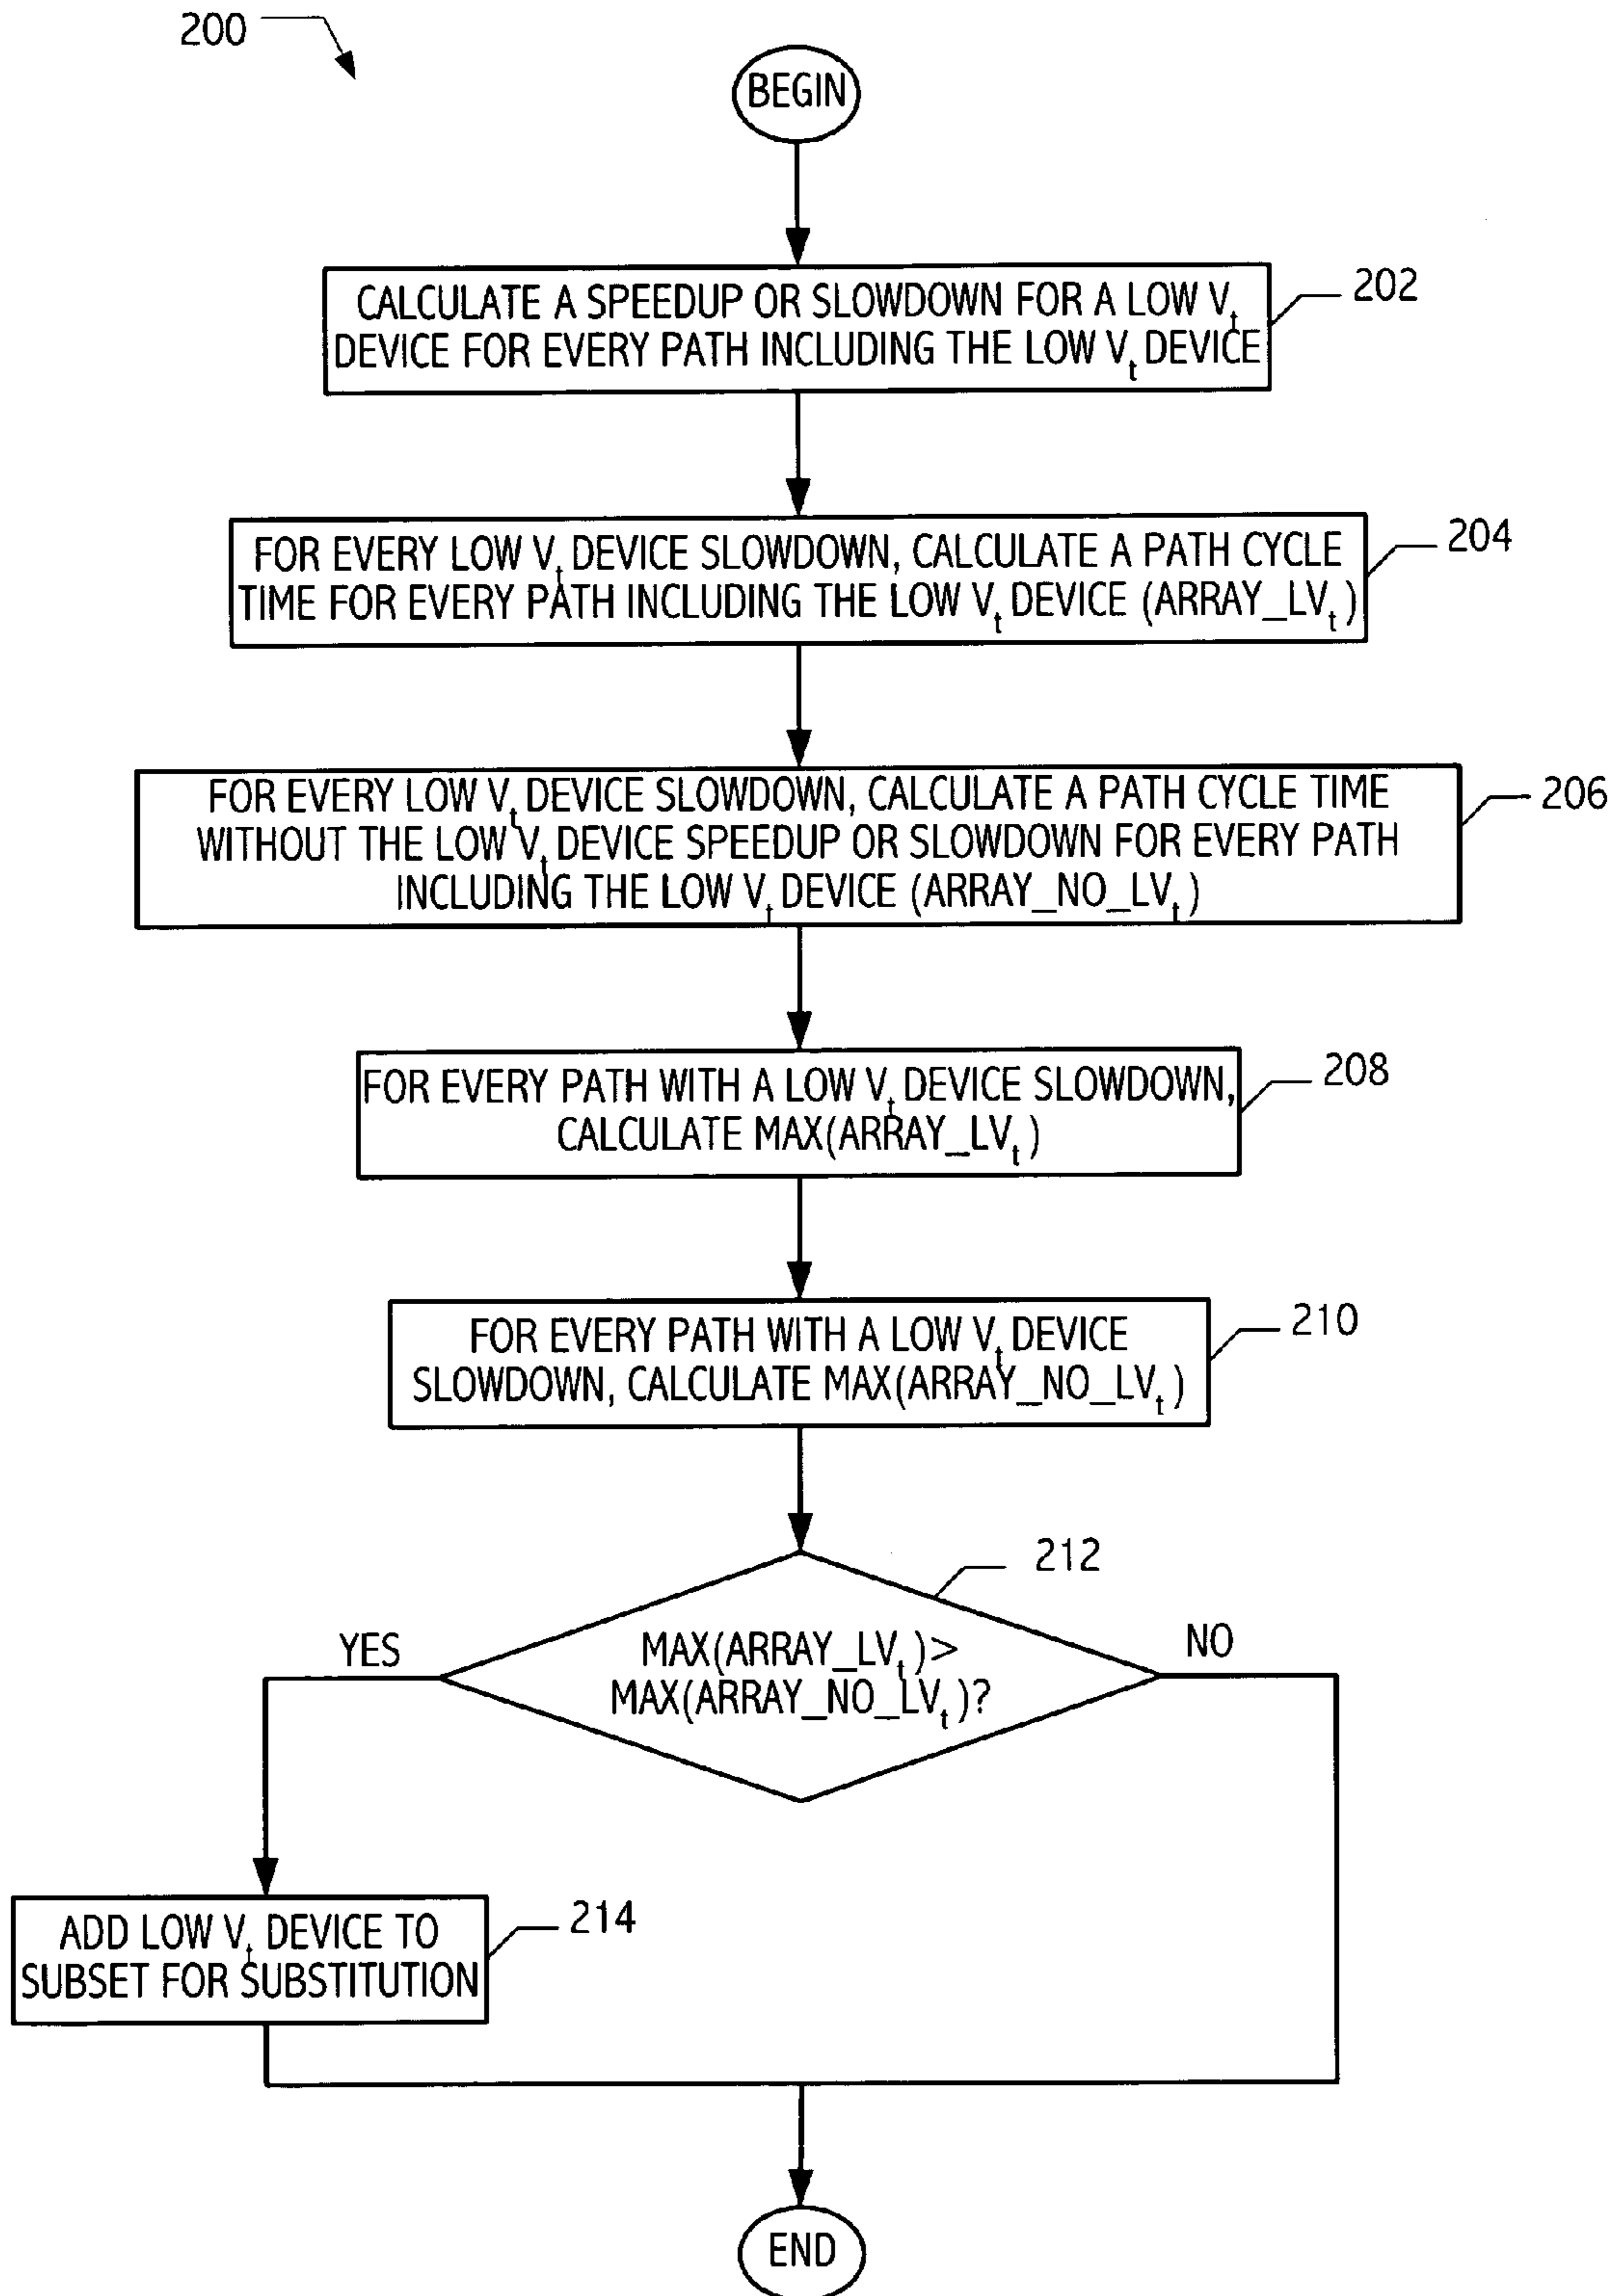 200
BEGIN
CALCULATE A SPEEDUP OR SLOWDOWN FOR A LOW Vt
DEVICE FOR EVERY PATH INCLUDING THE LOW Vt DEVICE
202
FOR EVERY LOW Vt DEVICE SLOWDOWN, CALCULATE A PATH CYCLE
TIME FOR EVERY PATH INCLUDING THE LOW Vt DEVICE (ARRAY_LVt)
204
FOR EVERY LOW Vt DEVICE SLOWDOWN, CALCULATE A PATH CYCLE TIME
WITHOUT THE LOW Vt DEVICE SPEEDUP OR SLOWDOWN FOR EVERY PATH
INCLUDING THE LOW Vt DEVICE (ARRAY_NO_LVt)
206
FOR EVERY PATH WITH A LOW Vt DEVICE SLOWDOWN,
CALCULATE MAX(ARRAY_LVt)
208
FOR EVERY PATH WITH A LOW Vt DEVICE
SLOWDOWN, CALCULATE MAX(ARRAY_NO_LVt)
210
212
YES
MAX(ARRAY_LVt)>
MAX(ARRAY_NO_LVt)?
NO
ADD LOW Vt DEVICE TO
SUBSET FOR SUBSTITUTION
214
END